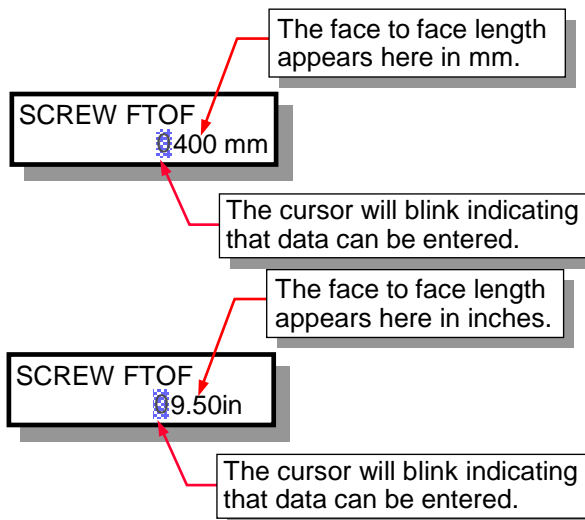 The face to face length
appears here in mm.
SCREW FTOF
0400 mm
The cursor will blink indicating
that data can be entered.
The face to face length
appears here in inches.
SCREW FTOF
09.50in
The cursor will blink indicating
that data can be entered.